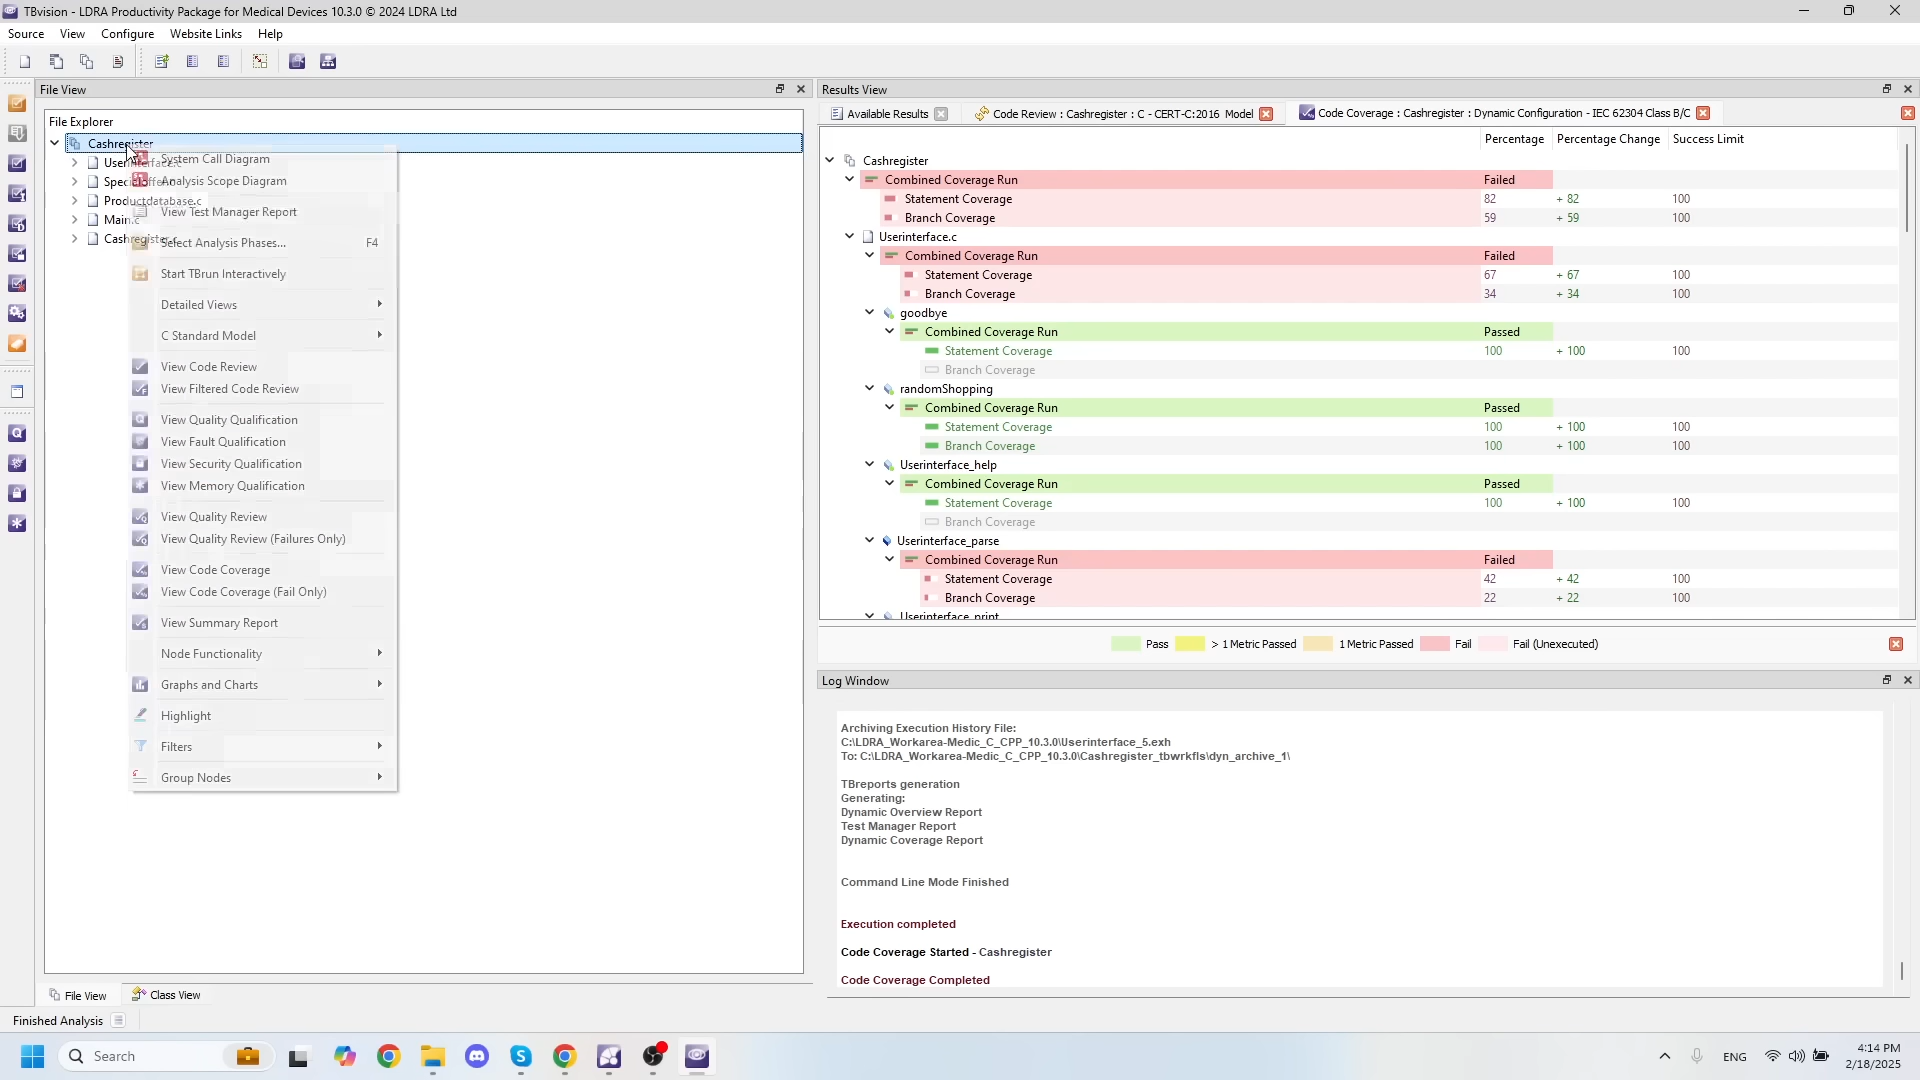 TBvision - LDRA Productivity Package for Medical Devices 10.3.0 © 2024 LDRA Ltd
Source View Configure Website Links Help
File View
File Explorer
Cashregister
Userinterface.c
Specialoffer.c
Productdatabase.c
Main.c
Cashregister.c
System Call Diagram
Analysis Scope Diagram
View Test Manager Report
Select Analysis Phases... F4
Start TBrun Interactively
Detailed Views
C Standard Model
View Code Review
View Filtered Code Review
View Quality Qualification
View Fault Qualification
View Security Qualification
View Memory Qualification
View Quality Review
View Quality Review (Failures Only)
View Code Coverage
View Code Coverage (Fail Only)
View Summary Report
Node Functionality
Graphs and Charts
Highlight
Filters
Group Nodes
File View Class View
Finished Analysis
Results View
Available Results Code Review : Cashregister : C - CERT-C:2016 Model Code Coverage : Cashregister : Dynamic Configuration - IEC 62304 Class B/C
Percentage Percentage Change Success Limit
Cashregister
Combined Coverage Run Failed
Statement Coverage 82 + 82 100
Branch Coverage 59 + 59 100
Userinterface.c
Combined Coverage Run Failed
Statement Coverage 67 + 67 100
Branch Coverage 34 + 34 100
goodbye
Combined Coverage Run Passed
Statement Coverage 100 + 100 100
Branch Coverage
randomShopping
Combined Coverage Run Passed
Statement Coverage 100 + 100 100
Branch Coverage 100 + 100 100
Userinterface_help
Combined Coverage Run Passed
Statement Coverage 100 + 100 100
Branch Coverage
Userinterface_parse
Combined Coverage Run Failed
Statement Coverage 42 + 42 100
Branch Coverage 22 + 22 100
Userinterface_print
Pass > 1 Metric Passed 1 Metric Passed Fail Fail (Unexecuted)
Log Window
Archiving Execution History File:
C:\LDRA_Workarea-Medic_C_CPP_10.3.0\Userinterface_5.exh
To: C:\LDRA_Workarea-Medic_C_CPP_10.3.0\Cashregister_tbwrkfls\dyn_archive_1\
TBreports generation
Generating:
Dynamic Overview Report
Test Manager Report
Dynamic Coverage Report
Command Line Mode Finished
Execution completed
Code Coverage Started - Cashregister
Code Coverage Completed
Search
ENG
4:14 PM
2/18/2025